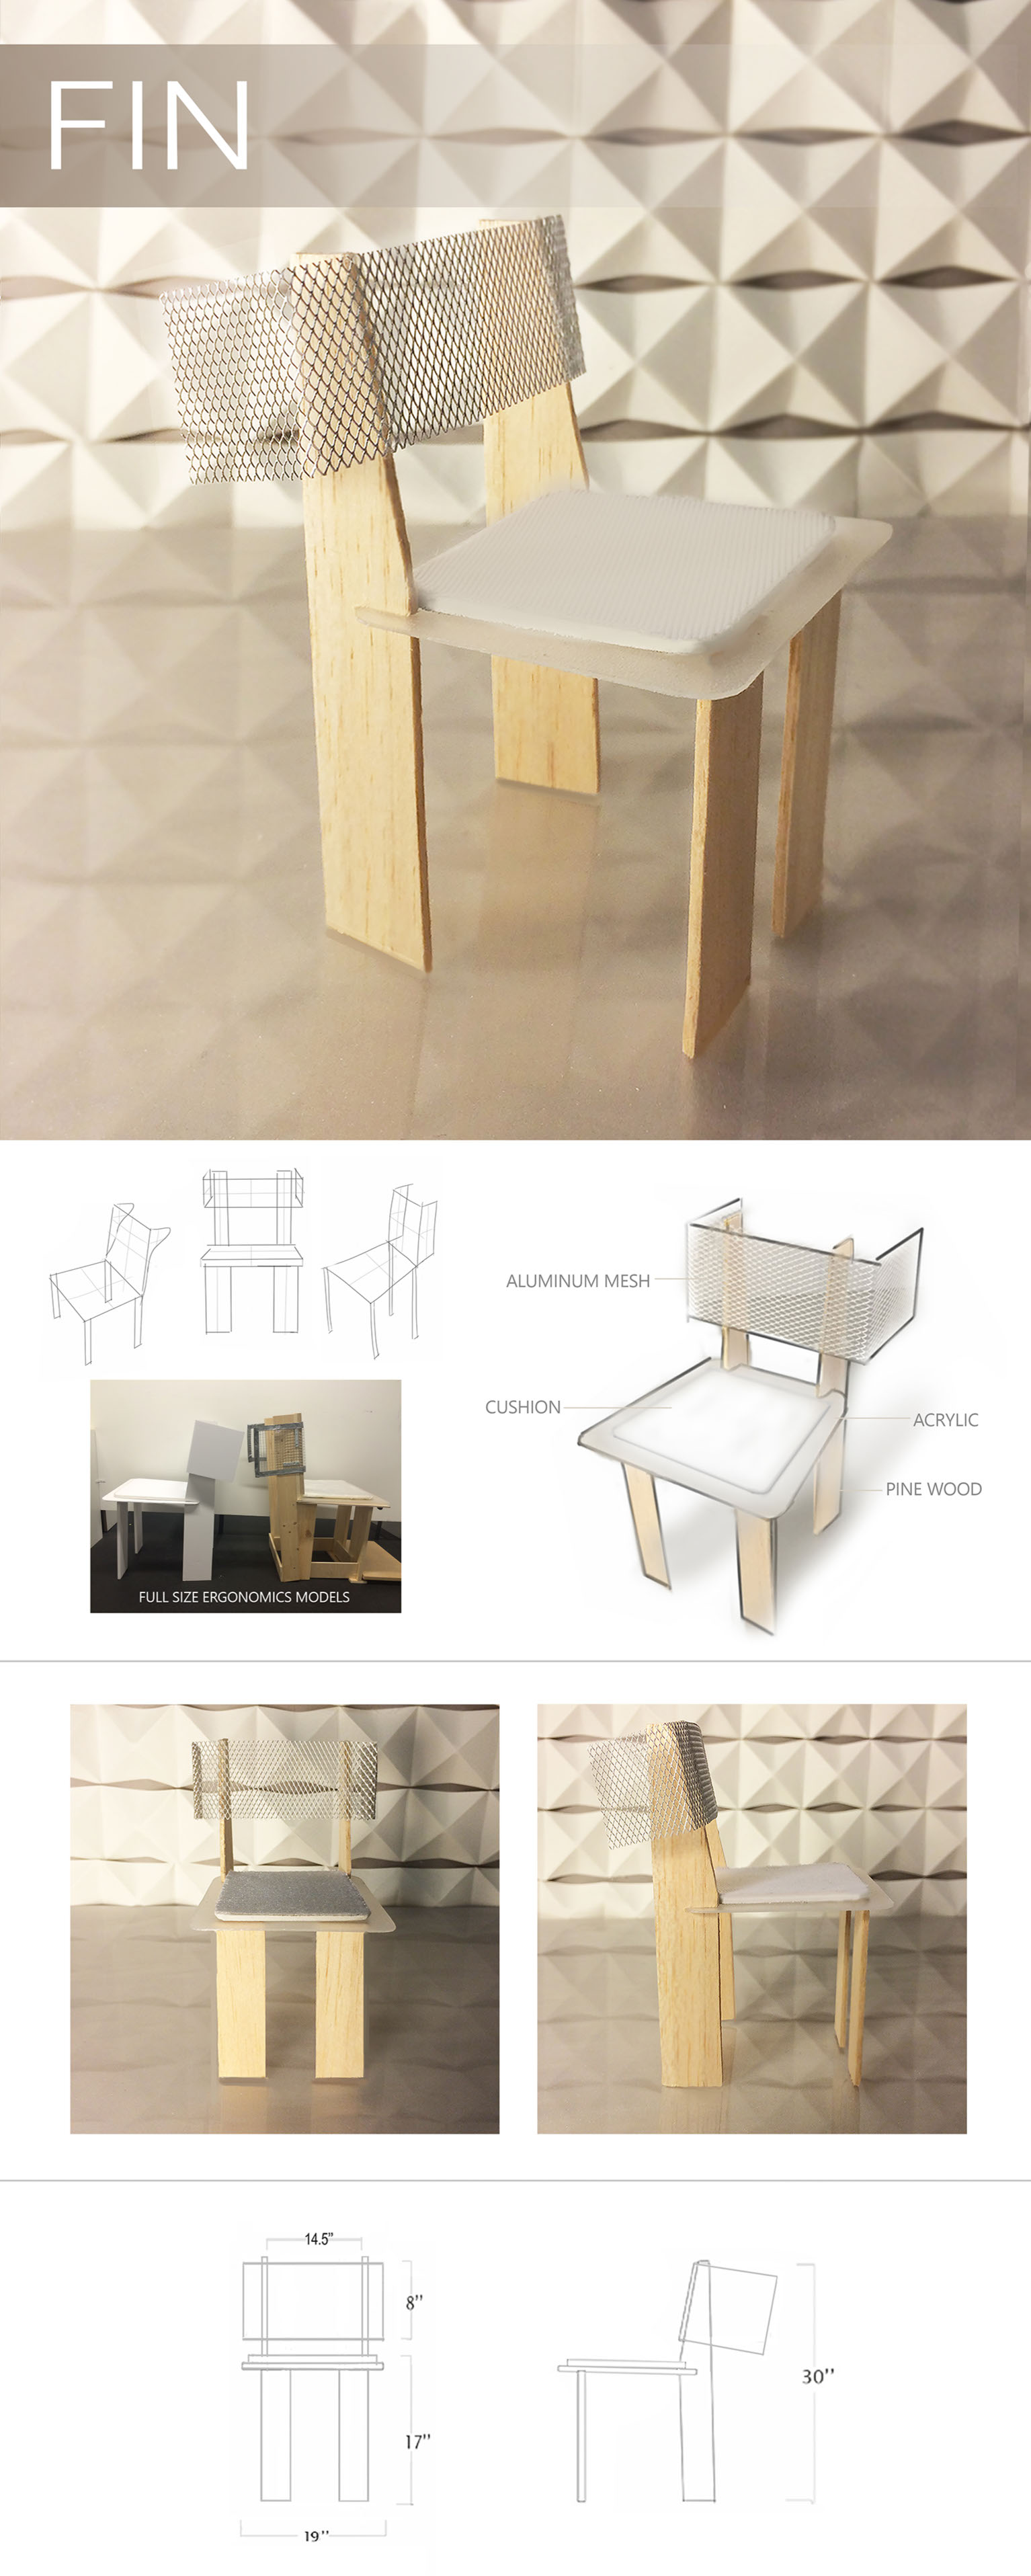 FIN
ALUMINUM MESH
CUSHION
ACRYLIC
PINE WOOD
FULL SIZE ERGONOMICS MODELS
14.5”
8’’
30’’
17’’
19’’